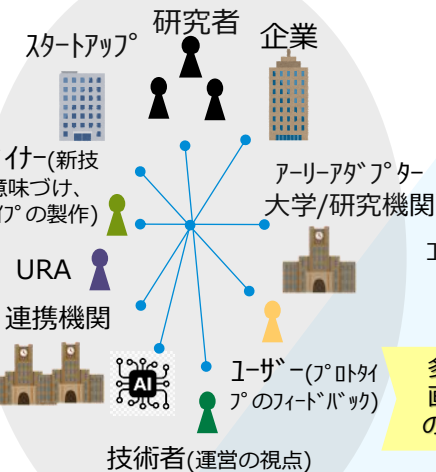 研究者
ｽﾀｰﾄｱｯﾌﾟ
企業
ｲﾅｰ(新技
意味づけ、
ｲﾌﾟの製作)
ｱｰﾘｰｱﾀﾞﾌﾟﾀｰ
大学/研究機関
URA
連携機関
AI
ﾕｰｻﾞｰ(ﾌﾟﾛﾄﾀｲ
ﾌﾟのﾌｨｰﾄﾞﾊﾞｯｸ)
技術者(運営の視点)
画
の